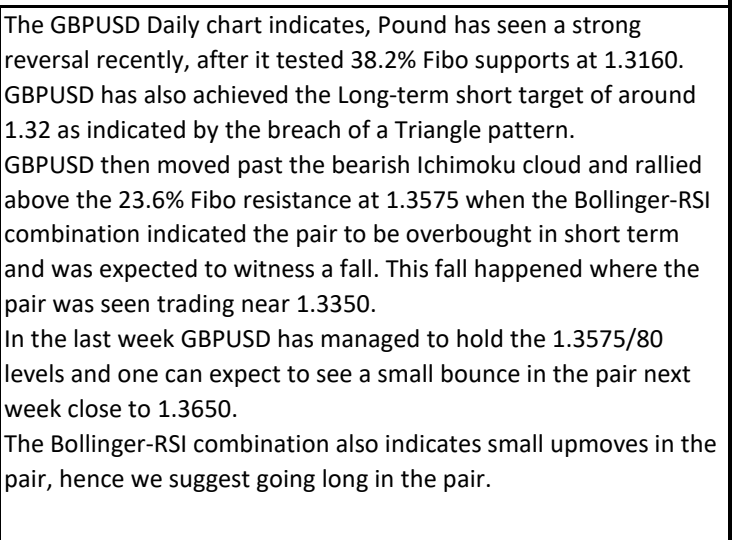 The GBPUSD Daily chart indicates, Pound has seen a strong
reversal recently, after it tested 38.2% Fibo supports at 1.3160.
GBPUSD has also achieved the Long-term short target of around
1.32 as indicated by the breach of a Triangle pattern.
GBPUSD then moved past the bearish Ichimoku cloud and rallied
above the 23.6% Fibo resistance at 1.3575 when the Bollinger-RSI
combination indicated the pair to be overbought in short term
and was expected to witness a fall. This fall happened where the
pair was seen trading near 1.3350.
In the last week GBPUSD has managed to hold the 1.3575/80
levels and one can expect to see a small bounce in the pair next
week close to 1.3650.
The Bollinger-RSI combination also indicates small upmoves in the
pair, hence we suggest going long in the pair.